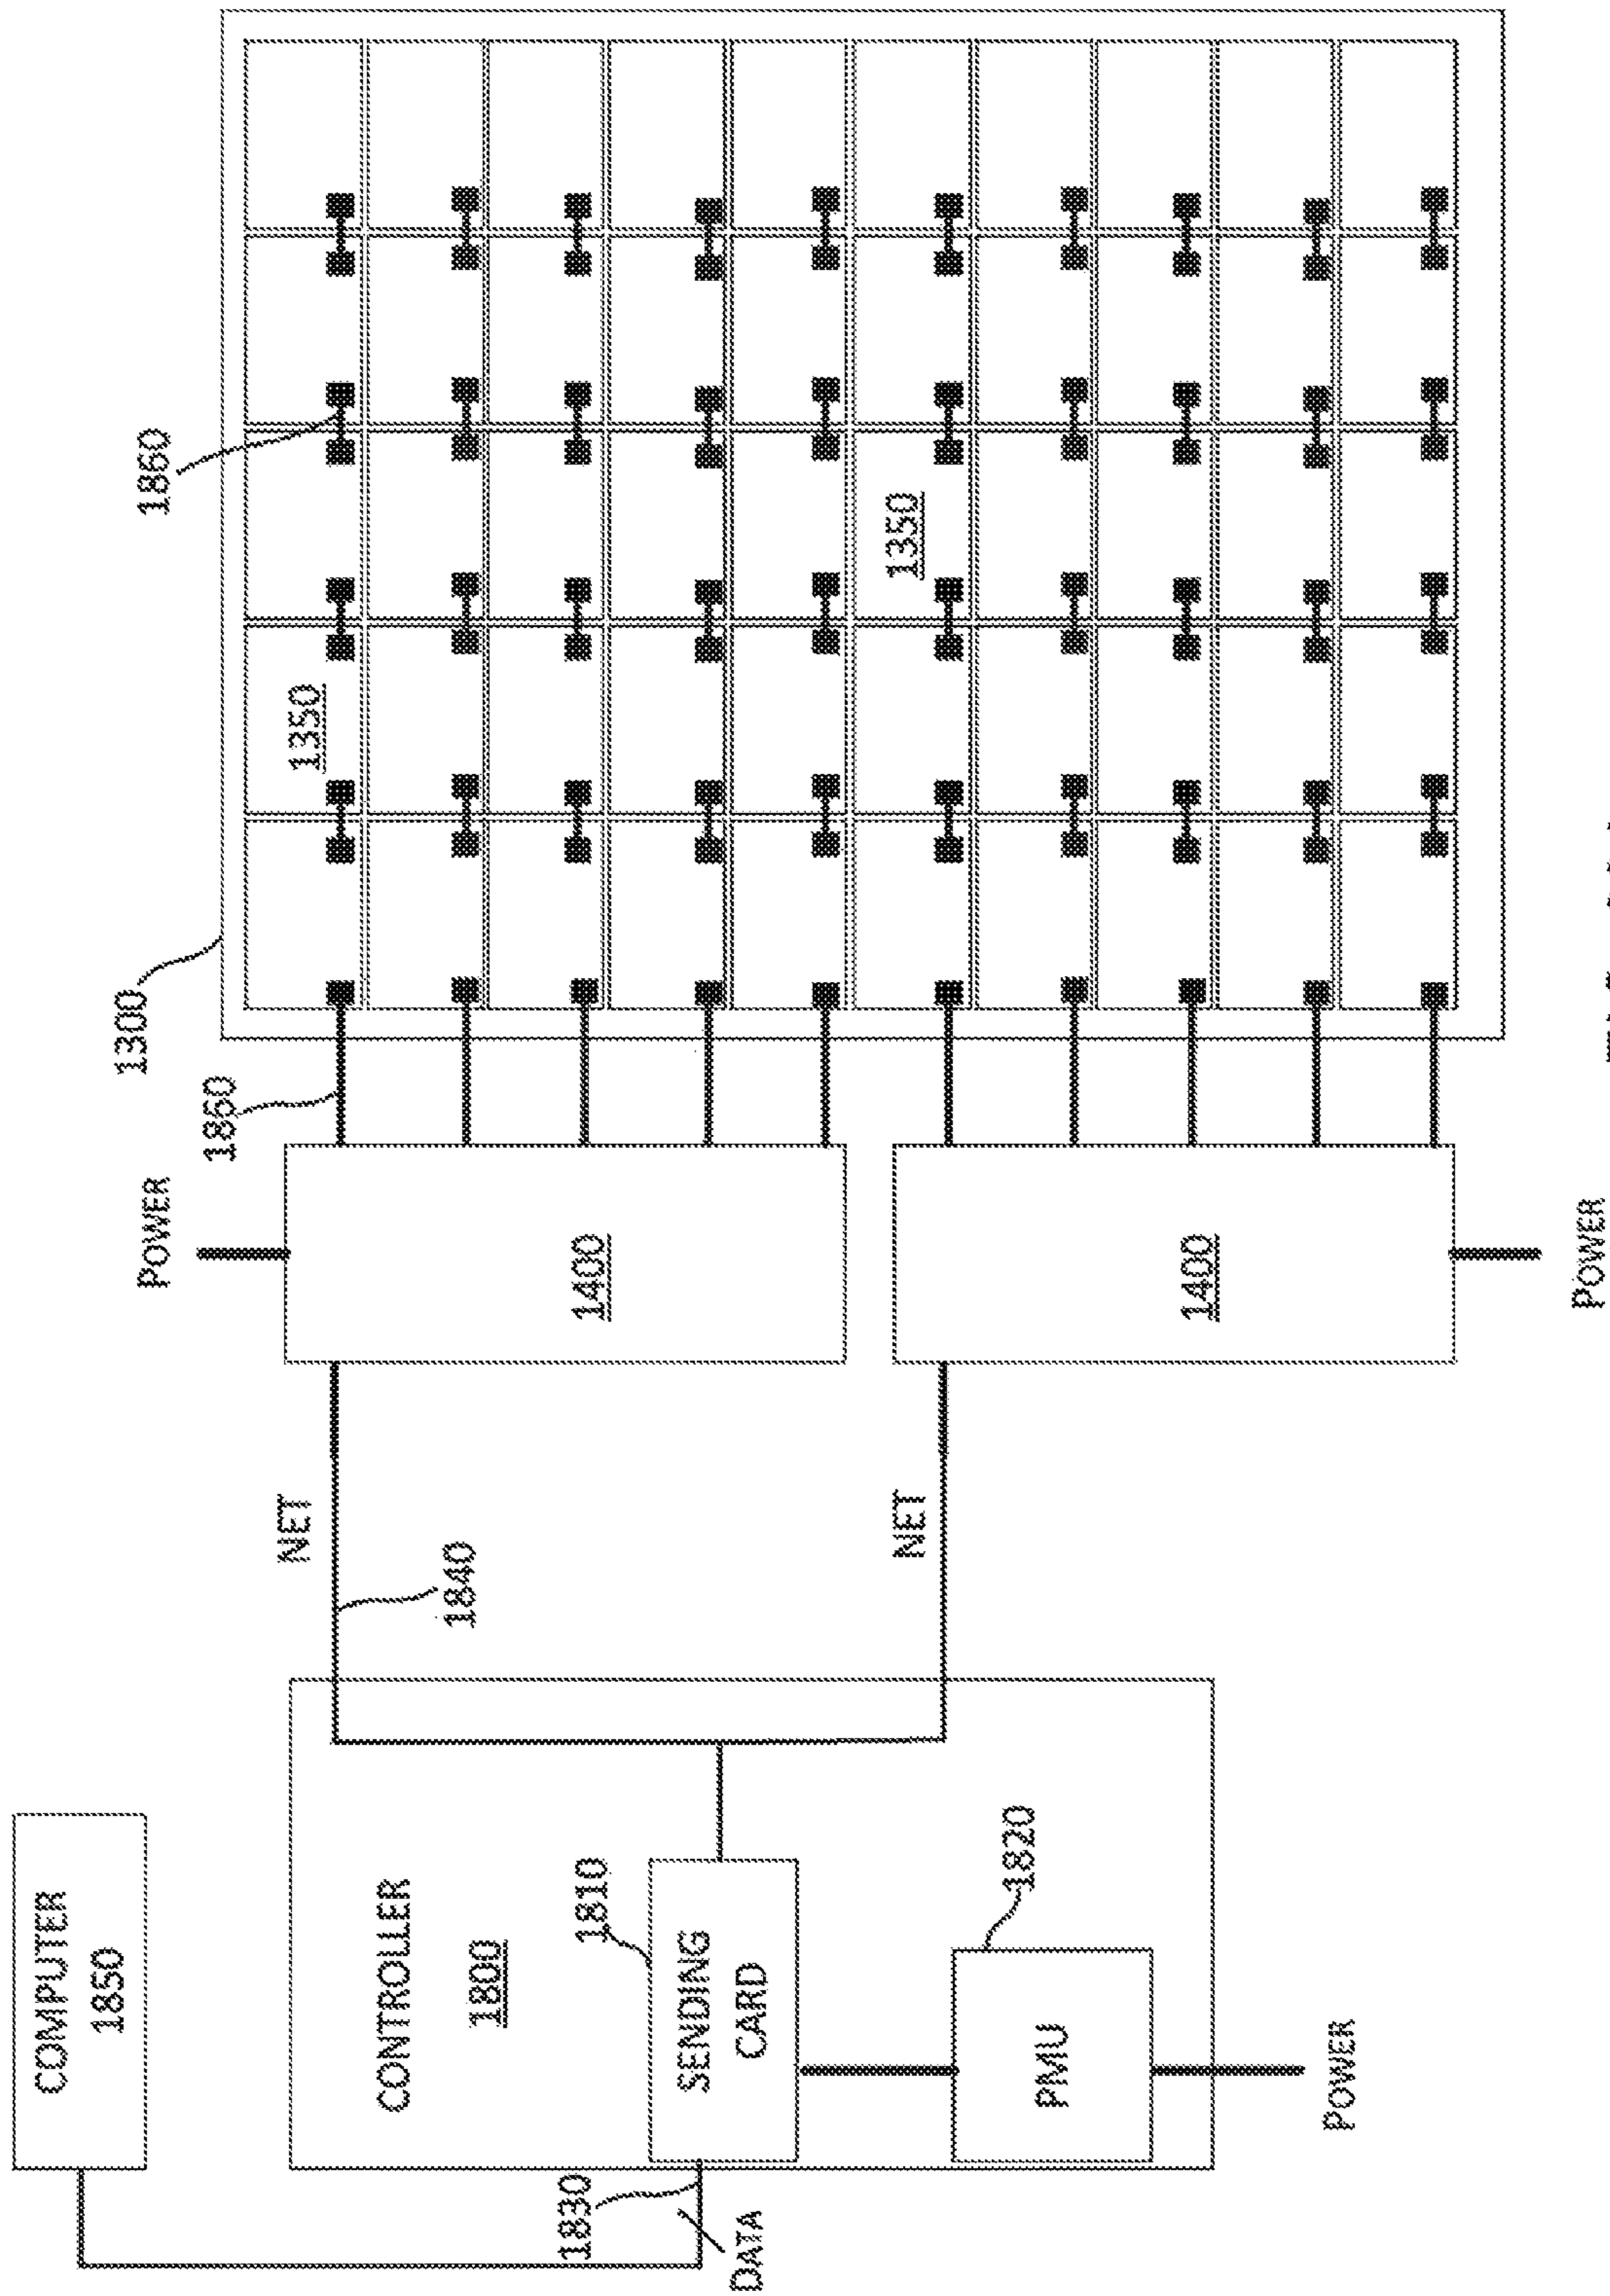 COMPUTER
1850
CONTROLLER
1800
SENDING
CARD
1810
PMU
1820
POWER
1830
DATA
NET
1840
NET
POWER
1400
1400
POWER
1860
1300
1860
1350
1350